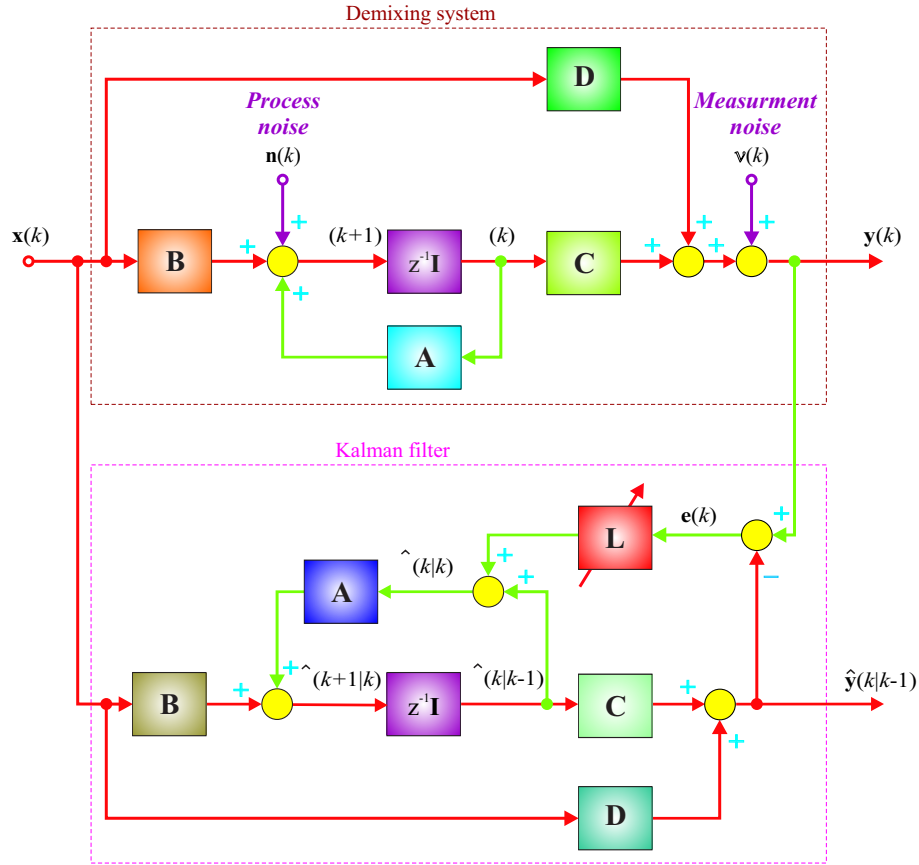 Demixing system
D
Process
noise
n(k)
Measurment
noise
ν(k)
x(k)
+
+
B
(k+1)
z⁻¹I
(k)
C
+
+
+
+
y(k)
+
A
Kalman filter
L
e(k)
+
−
A
^(k|k)
+
+
+
B
+
^(k+1|k)
z⁻¹I
^(k|k-1)
C
+
ŷ(k|k-1)
+
D